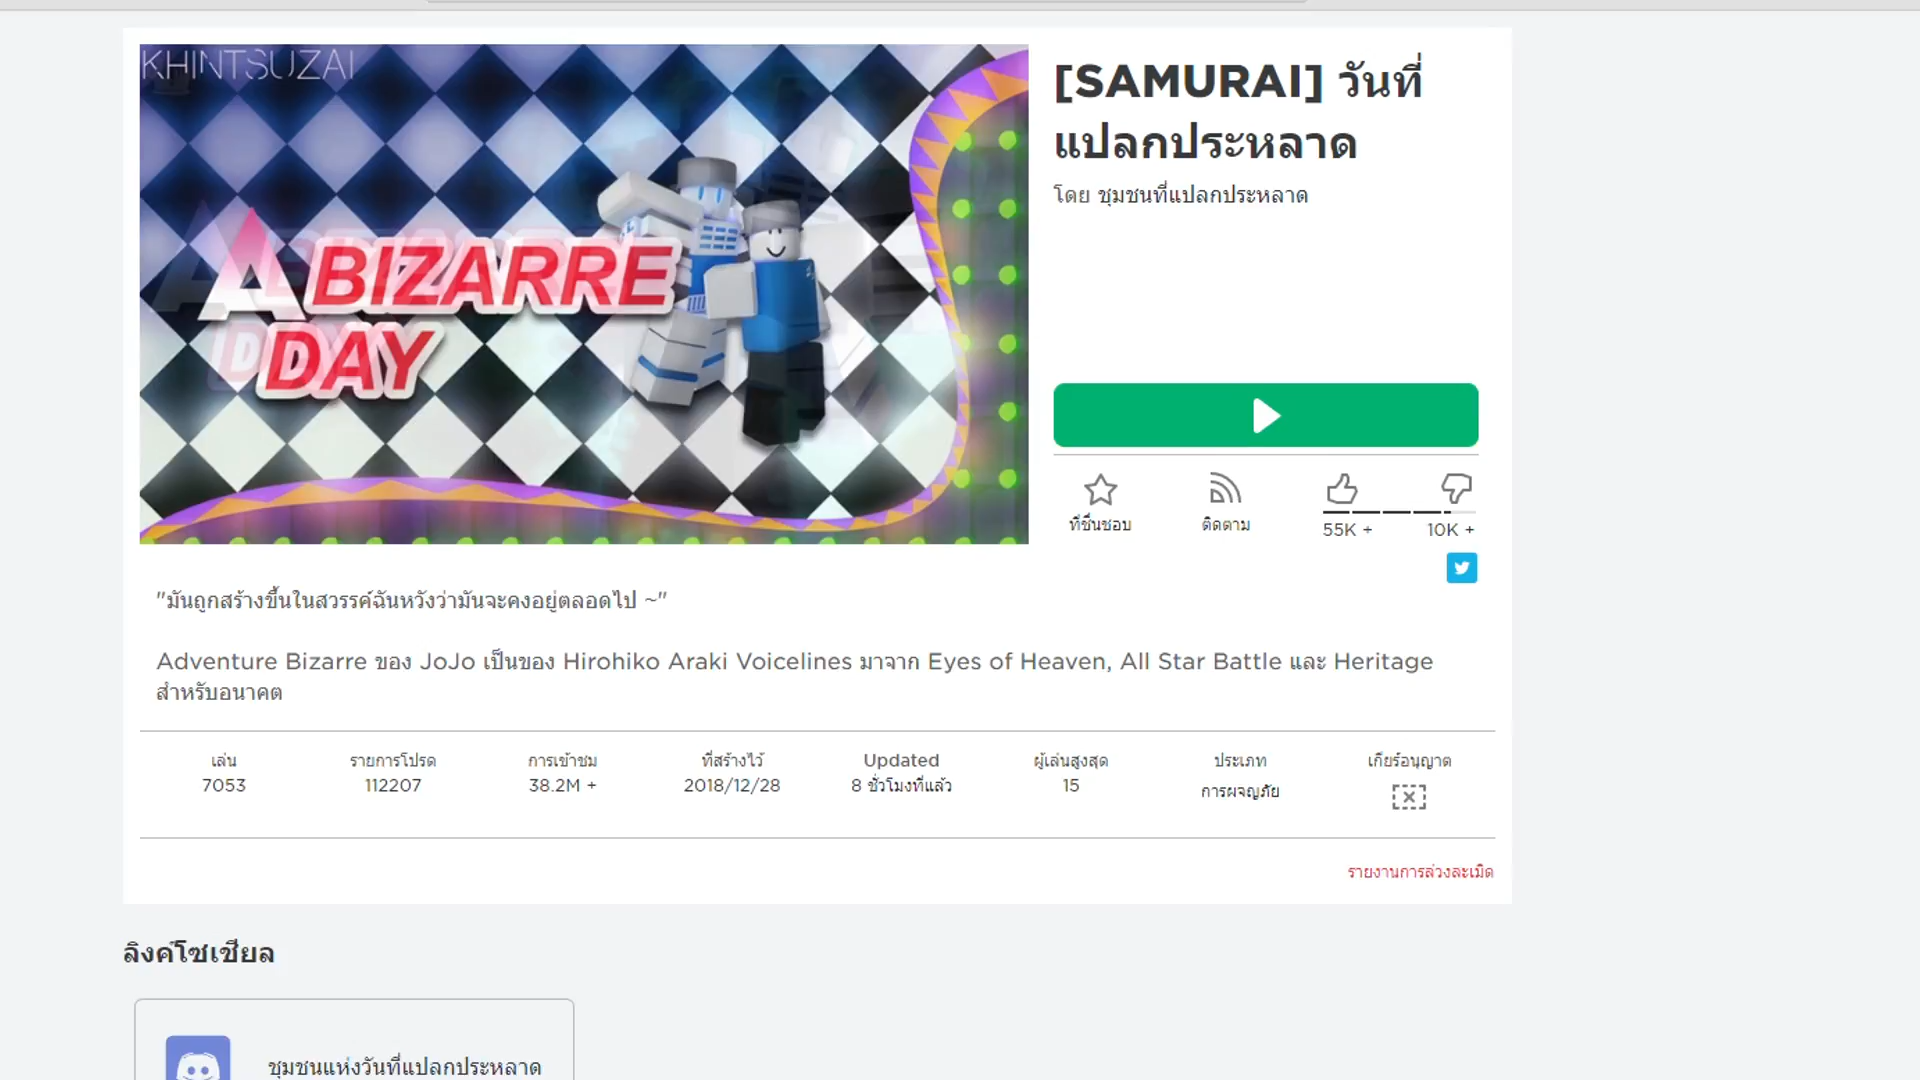 KHINTSUZAI
A BIZARRE
DAY
[SAMURAI] วันที่
แปลกประหลาด
โดย ชุมชนที่แปลกประหลาด
ที่ชื่นชอบ
ติดตาม
55K +
10K +
"มันถูกสร้างขึ้นในสวรรค์ฉันหวังว่ามันจะคงอยู่ตลอดไป ~"
Adventure Bizarre ของ JoJo เป็นของ Hirohiko Araki Voicelines มาจาก Eyes of Heaven, All Star Battle และ Heritage
สำหรับอนาคต
เล่น
7053
รายการโปรด
112207
การเข้าชม
38.2M +
ที่สร้างไว้
2018/12/28
Updated
8 ชั่วโมงที่แล้ว
ผู้เล่นสูงสุด
15
ประเภท
การผจญภัย
เกียร์อนุญาต
รายงานการล่วงละเมิด
ลิงค์โซเชียล
ชุมชนแห่งวันที่แปลกประหลาด